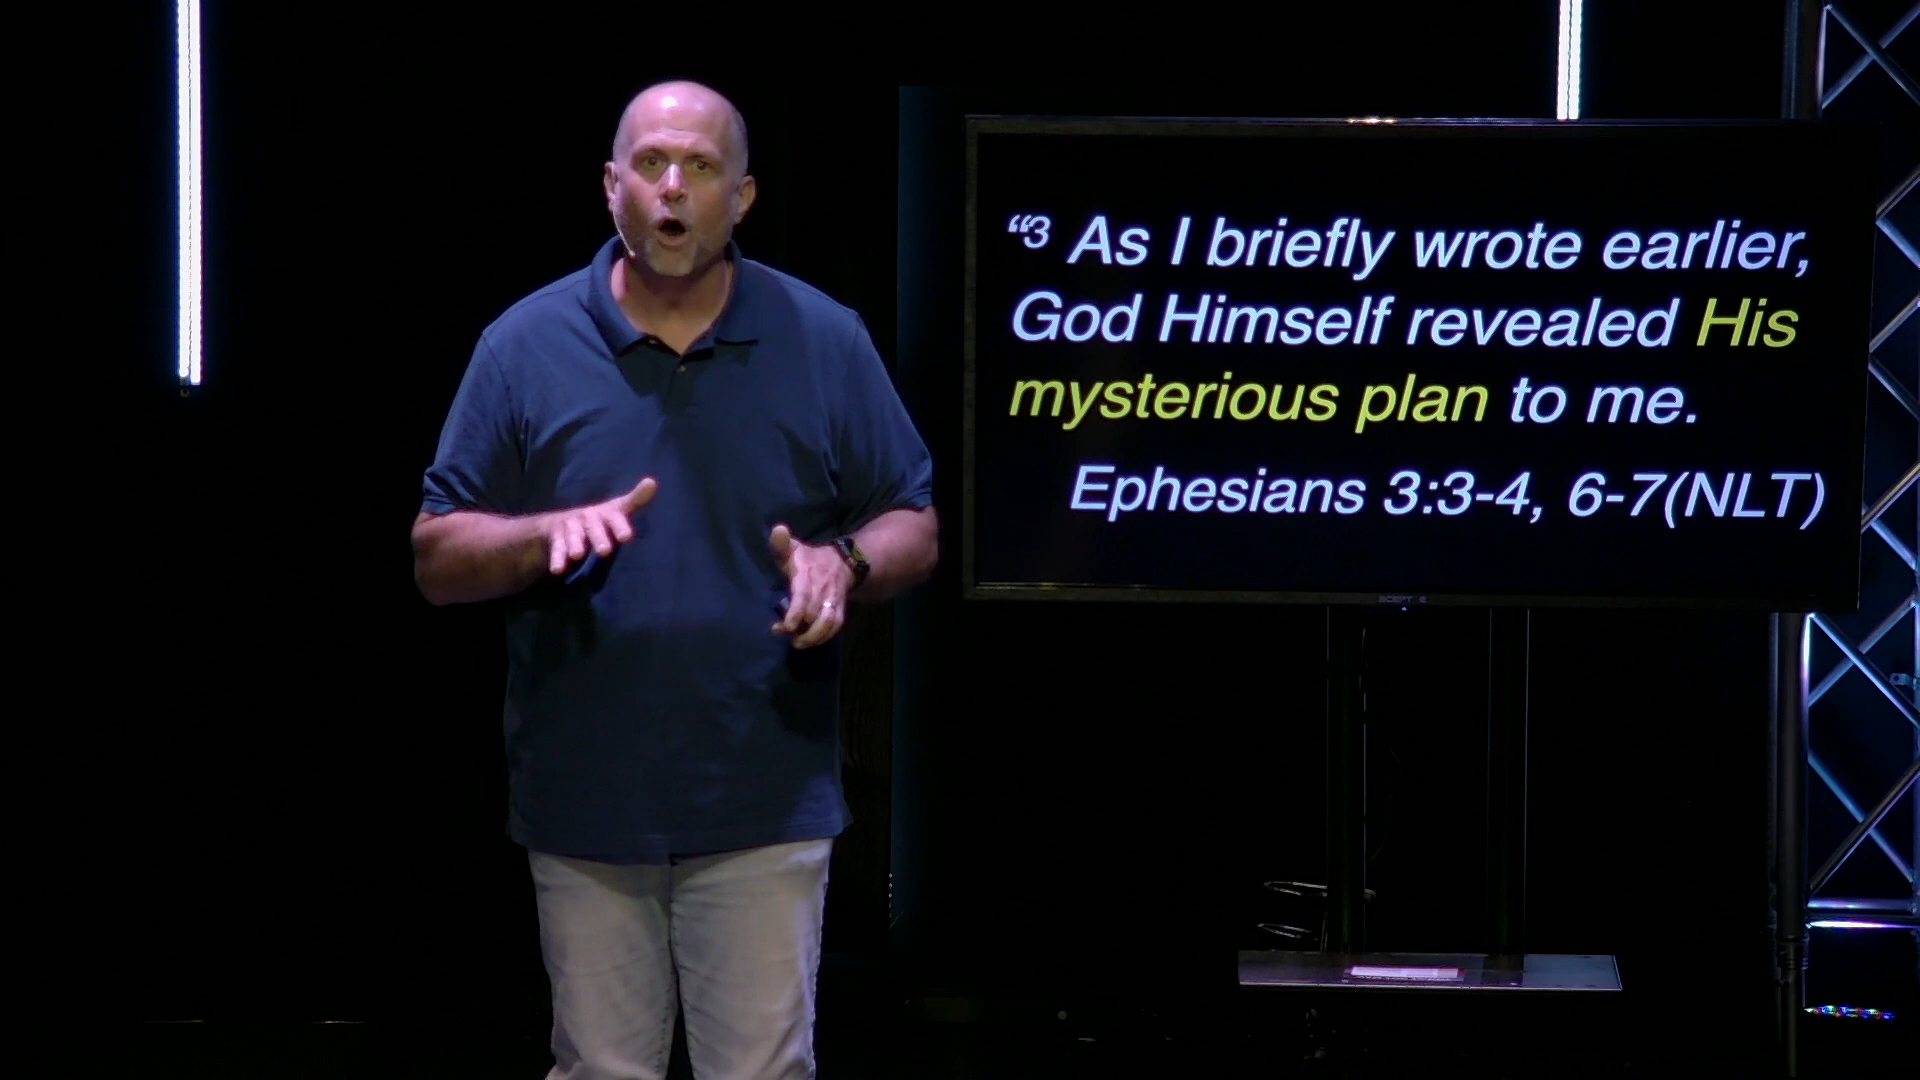 “³ As I briefly wrote earlier,
God Himself revealed His
mysterious plan to me.
Ephesians 3:3-4, 6-7(NLT)